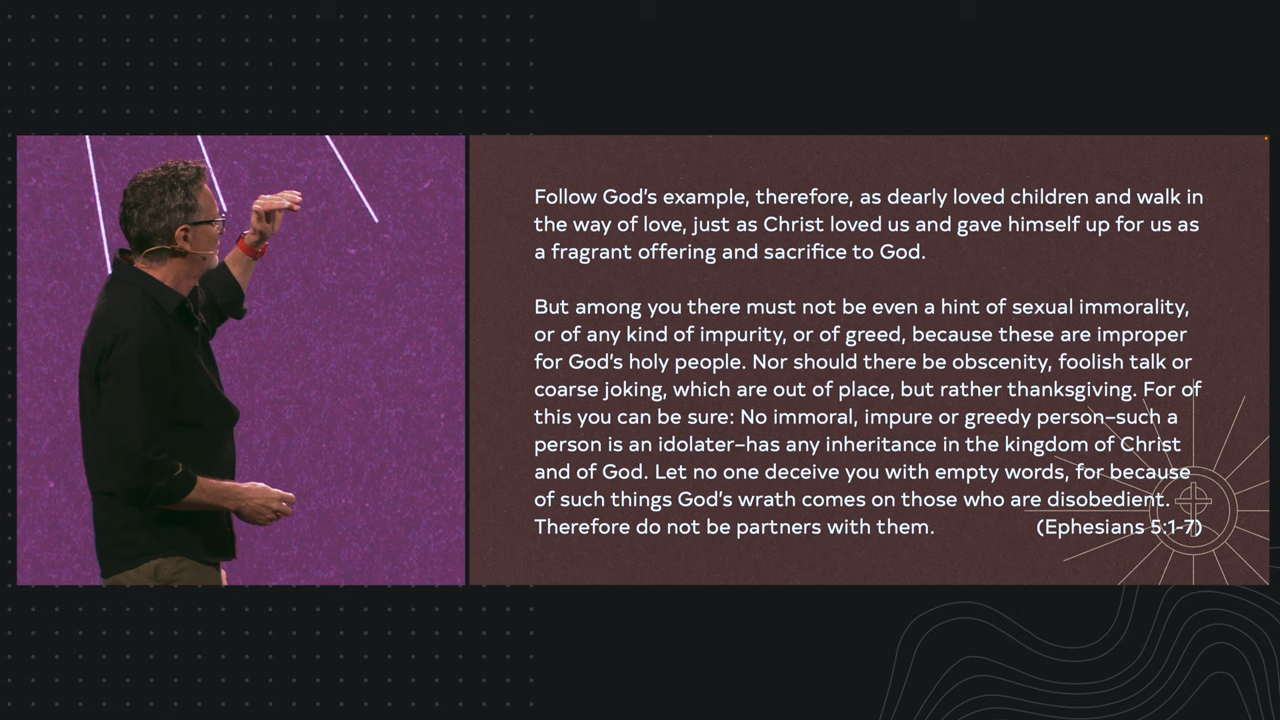 Follow God's example, therefore, as dearly loved children and walk in
the way of love, just as Christ loved us and gave himself up for us as
a fragrant offering and sacrifice to God.
But among you there must not be even a hint of sexual immorality,
or of any kind of impurity, or of greed, because these are improper
for God's holy people. Nor should there be obscenity, foolish talk or
coarse joking, which are out of place, but rather thanksgiving. For of
this you can be sure: No immoral, impure or greedy person–such a
person is an idolater–has any inheritance in the kingdom of Christ
and of God. Let no one deceive you with empty words, for because
of such things God's wrath comes on those who are disobedient.
Therefore do not be partners with them. (Ephesians 5:1-7)